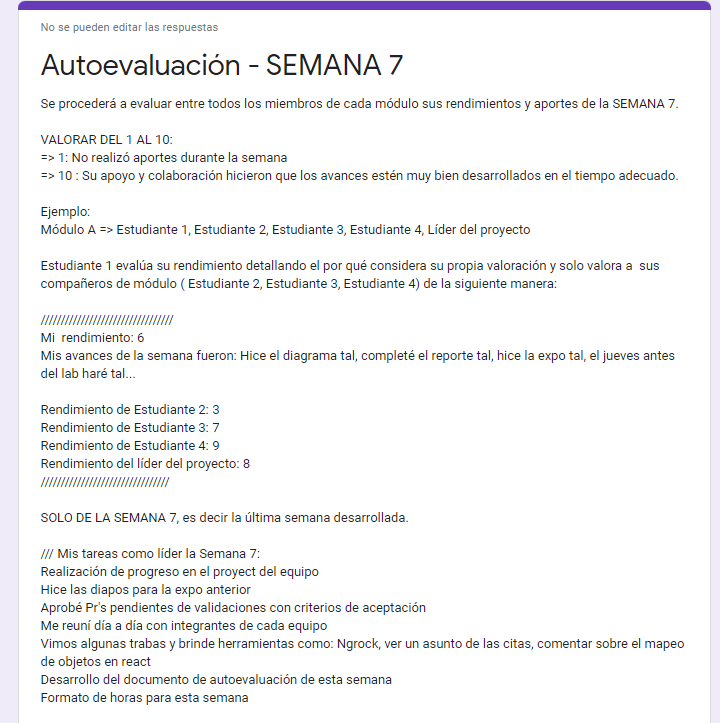 No se pueden editar las respuestas
Autoevaluación - SEMANA 7
Se procederá a evaluar entre todos los miembros de cada módulo sus rendimientos y aportes de la SEMANA 7.
VALORAR DEL 1 AL 10:
=> 1: No realizó aportes durante la semana
=> 10 : Su apoyo y colaboración hicieron que los avances estén muy bien desarrollados en el tiempo adecuado.
Ejemplo:
Módulo A => Estudiante 1, Estudiante 2, Estudiante 3, Estudiante 4, Líder del proyecto
Estudiante 1 evalúa su rendimiento detallando el por qué considera su propia valoración y solo valora a  sus
compañeros de módulo ( Estudiante 2, Estudiante 3, Estudiante 4) de la siguiente manera:
/////////////////////////////////
Mi  rendimiento: 6
Mis avances de la semana fueron: Hice el diagrama tal, completé el reporte tal, hice la expo tal, el jueves antes
del lab haré tal...
Rendimiento de Estudiante 2: 3
Rendimiento de Estudiante 3: 7
Rendimiento de Estudiante 4: 9
Rendimiento del líder del proyecto: 8
////////////////////////////////
SOLO DE LA SEMANA 7, es decir la última semana desarrollada.
/// Mis tareas como líder la Semana 7:
Realización de progreso en el proyect del equipo
Hice las diapos para la expo anterior
Aprobé Pr's pendientes de validaciones con criterios de aceptación
Me reuní día a día con integrantes de cada equipo
Vimos algunas trabas y brinde herramientas como: Ngrock, ver un asunto de las citas, comentar sobre el mapeo
de objetos en react
Desarrollo del documento de autoevaluación de esta semana
Formato de horas para esta semana